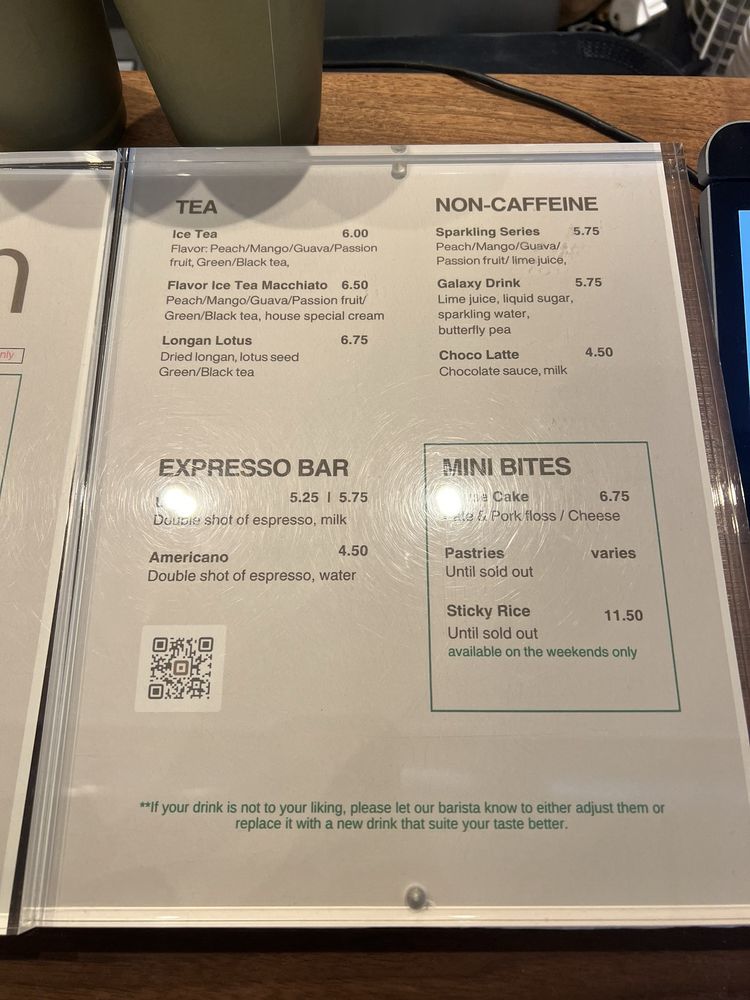 n
nly
TEA
Ice Tea 6.00
Flavor: Peach/Mango/Guava/Passion
fruit, Green/Black tea,
Flavor Ice Tea Macchiato 6.50
Peach/Mango/Guava/Passion fruit/
Green/Black tea, house special cream
Longan Lotus 6.75
Dried longan, lotus seed
Green/Black tea
NON-CAFFEINE
Sparkling Series 5.75
Peach/Mango/Guava/
Passion fruit/ lime juice,
Galaxy Drink 5.75
Lime juice, liquid sugar,
sparkling water,
butterfly pea
Choco Latte 4.50
Chocolate sauce, milk
EXPRESSO BAR
5.25 | 5.75
Double shot of espresso, milk
Americano 4.50
Double shot of espresso, water
MINI BITES
Cake 6.75
& Pork floss / Cheese
Pastries varies
Until sold out
Sticky Rice 11.50
Until sold out
available on the weekends only
**If your drink is not to your liking, please let our barista know to either adjust them or
replace it with a new drink that suite your taste better.